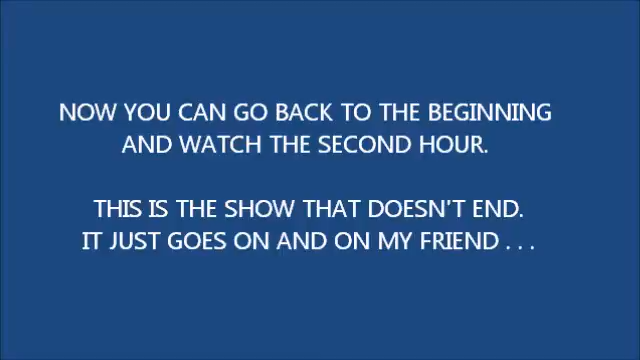 NOW YOU CAN GO BACK TO THE BEGINNING
AND WATCH THE SECOND HOUR.
THIS IS THE SHOW THAT DOESN'T END.
IT JUST GOES ON AND ON MY FRIEND . . .